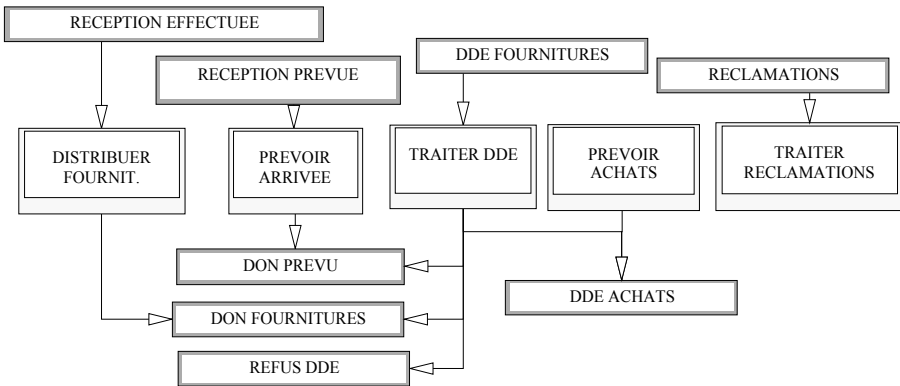 RECEPTION EFFECTUEE
DDE FOURNITURES
RECEPTION PREVUE
RECLAMATIONS
DISTRIBUER
FOURNIT.
PREVOIR
ARRIVEE
TRAITER DDE
PREVOIR
ACHATS
TRAITER
RECLAMATIONS
DON PREVU
DDE ACHATS
DON FOURNITURES
REFUS DDE